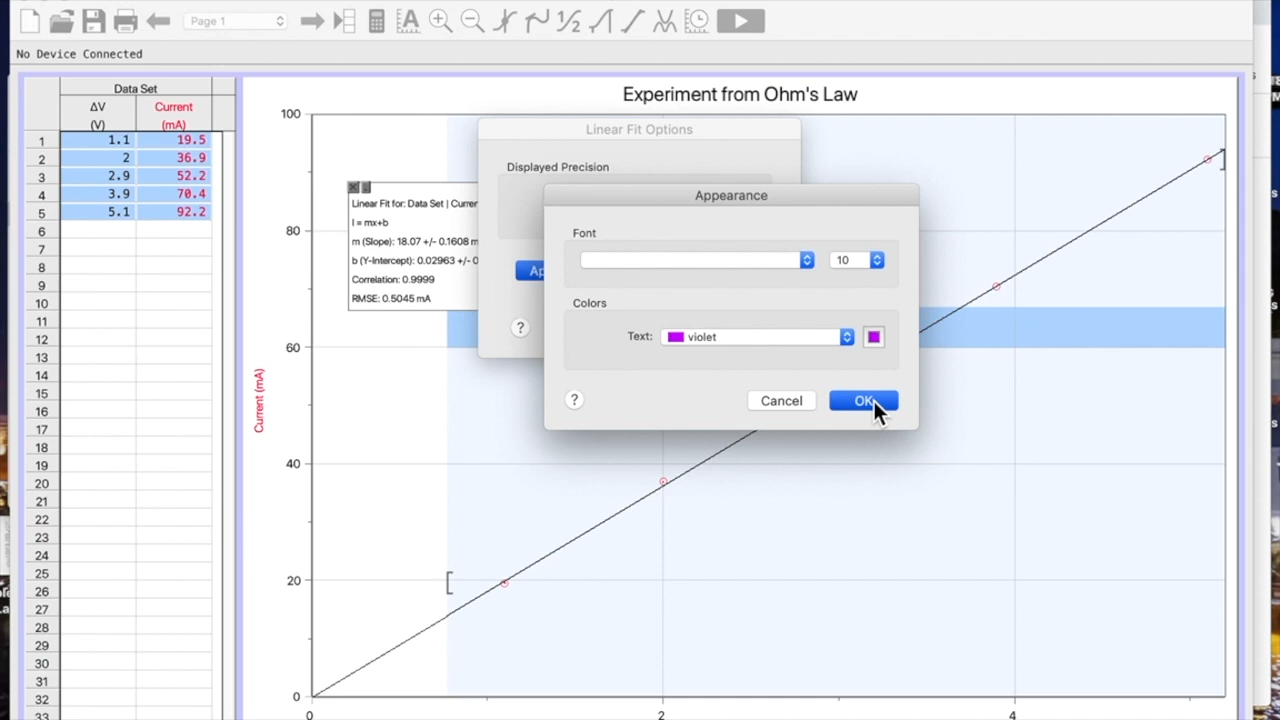 Page 1
No Device Connected
Data Set
ΔV Current
(V) (mA)
1 1.1 19.5
2 2 36.9
3 2.9 52.2
4 3.9 70.4
5 5.1 92.2
6
7
8
9
10
11
12
13
14
15
16
17
18
19
20
21
22
23
24
25
26
27
28
29
30
31
32
33
Experiment from Ohm's Law
100
80
60
40
20
0
Current (mA)
0 2 4
Linear Fit for: Data Set | Curren
I = mx+b
m (Slope): 18.07 +/- 0.1608 m
b (Y-Intercept): 0.02963 +/- 0
Correlation: 0.9999
RMSE: 0.5045 mA
Linear Fit Options
Displayed Precision
Ap
?
Appearance
Font
10
Colors
Text: violet
? Cancel OK